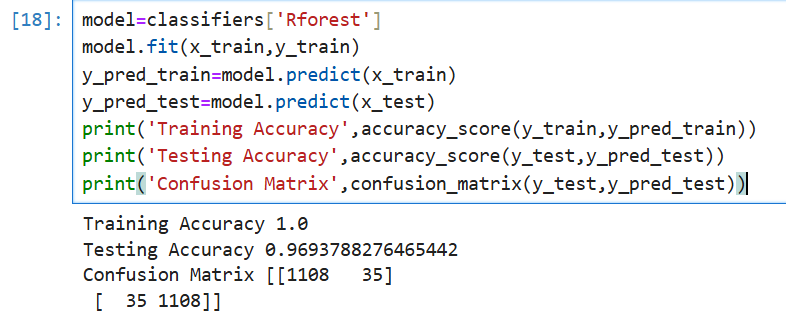 [18]: model=classifiers['Rforest']
model.fit(x_train,y_train)
y_pred_train=model.predict(x_train)
y_pred_test=model.predict(x_test)
print('Training Accuracy',accuracy_score(y_train,y_pred_train))
print('Testing Accuracy',accuracy_score(y_test,y_pred_test))
print('Confusion Matrix',confusion_matrix(y_test,y_pred_test))
Training Accuracy 1.0
Testing Accuracy 0.9693788276465442
Confusion Matrix [[1108   35]
 [  35 1108]]